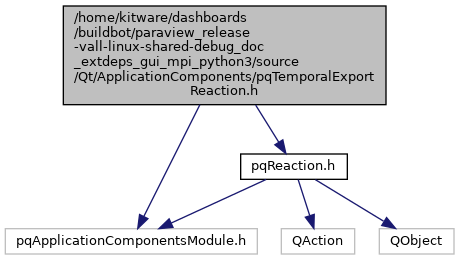 /home/kitware/dashboards
/buildbot/paraview_release
-vall-linux-shared-debug_doc
_extdeps_gui_mpi_python3/source
/Qt/ApplicationComponents/pqTemporalExport
Reaction.h
pqReaction.h
pqApplicationComponentsModule.h
QAction
QObject